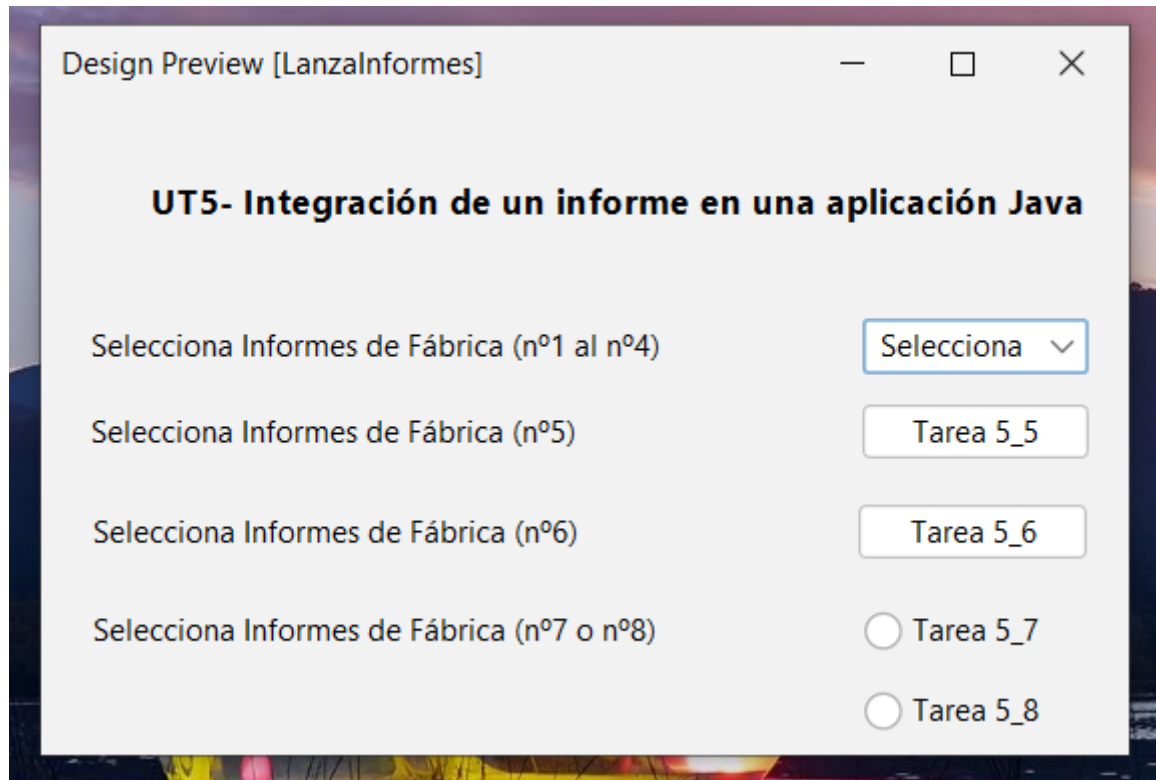 Design Preview [LanzaInformes]
UT5- Integración de un informe en una aplicación Java
Selecciona Informes de Fábrica (nº1 al nº4) Selecciona
Selecciona Informes de Fábrica (nº5) Tarea 5_5
Selecciona Informes de Fábrica (nº6) Tarea 5_6
Selecciona Informes de Fábrica (nº7 o nº8) Tarea 5_7
Tarea 5_8